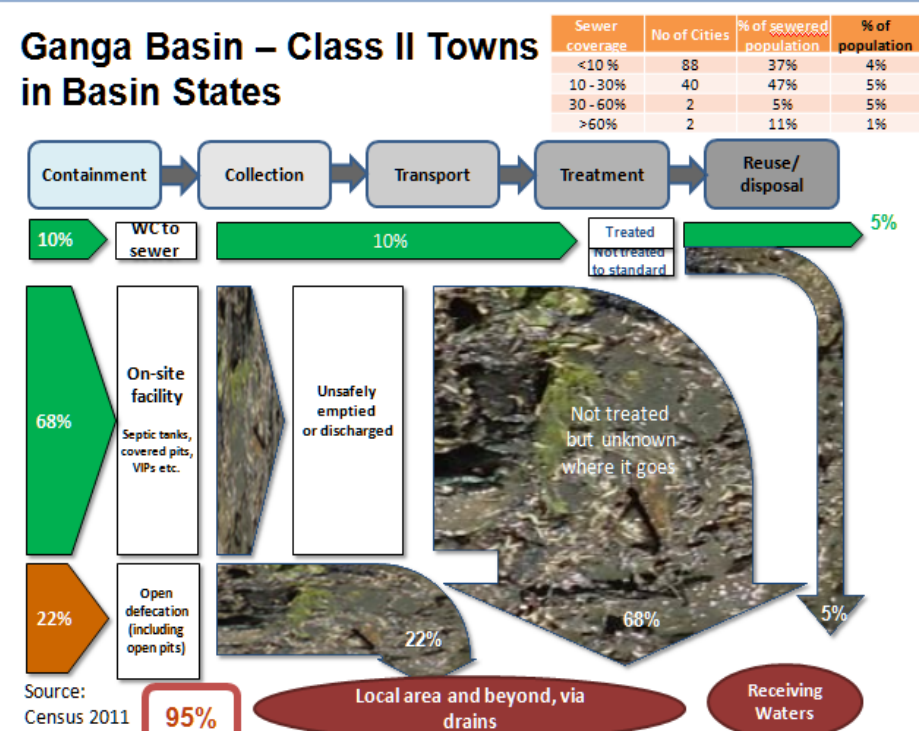 Ganga Basin – Class II Towns
in Basin States
Sewer coverage No of Cities % of sewered population % of population
<10 % 88 37% 4%
10 -30% 40 47% 5%
30 -60% 2 5% 5%
>60% 2 11% 1%
Containment
Collection
Transport
Treatment
Reuse/
disposal
10%
WC to
sewer
10%
Treated
Not treated
to standard
5%
68%
On-site
facility
Septic tanks,
covered pits,
VIPs etc.
Unsafely
emptied
or discharged
Not treated
but unknown
where it goes
22%
Open
defecation
(including
open pits)
22%
68%
5%
Source:
Census 2011
95%
Local area and beyond, via
drains
Receiving
Waters